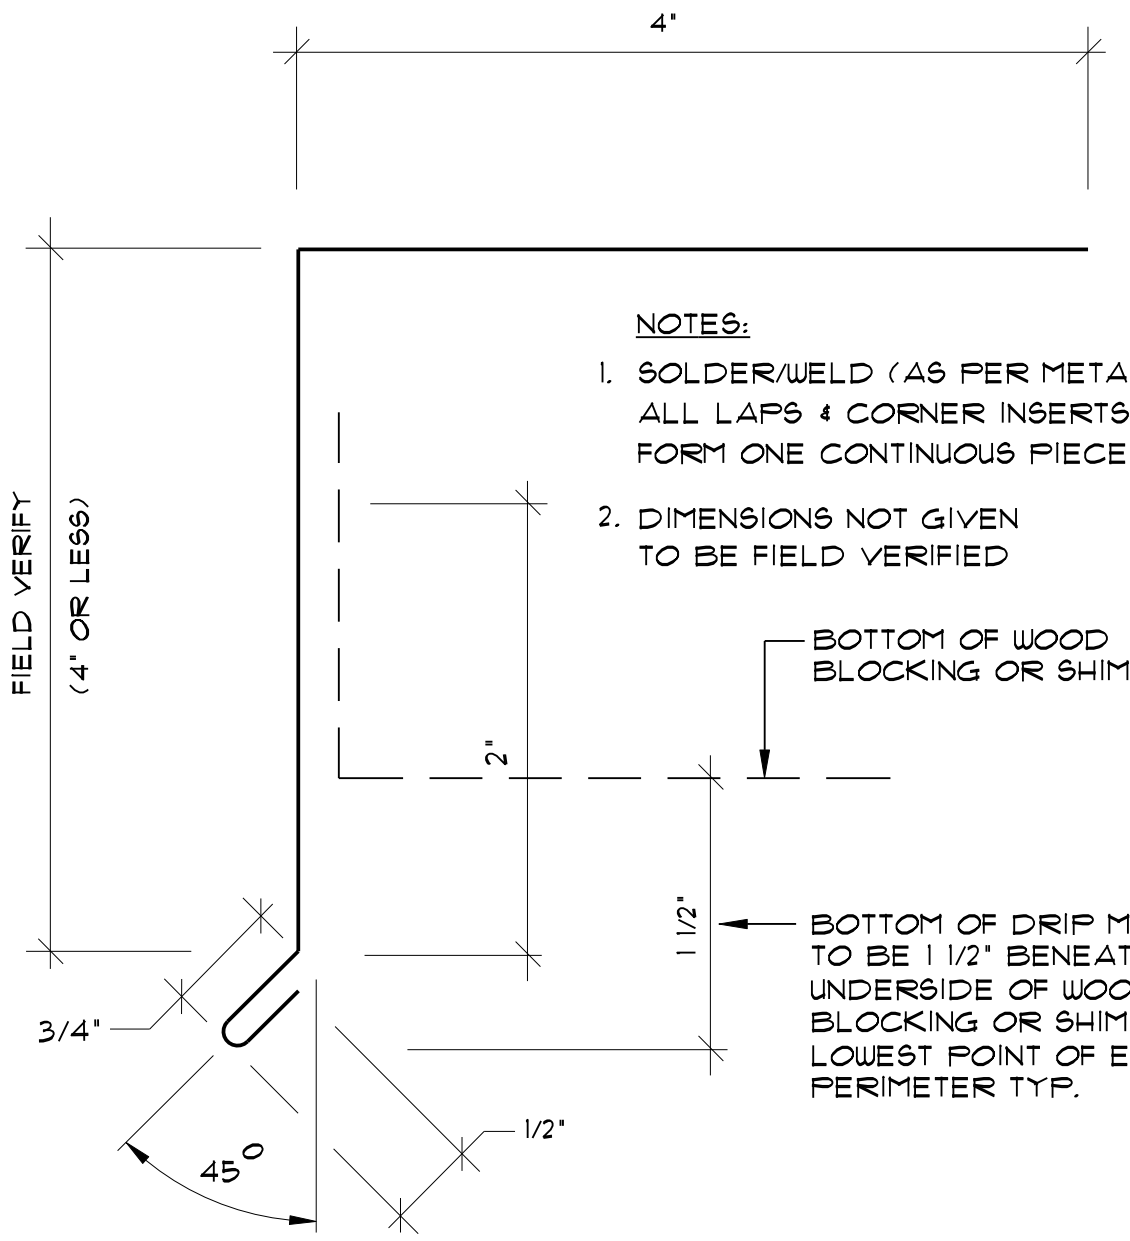 4"
NOTES:
1. SOLDER/WELD (AS PER META
ALL LAPS & CORNER INSERTS
FORM ONE CONTINUOUS PIECE
2. DIMENSIONS NOT GIVEN
TO BE FIELD VERIFIED
FIELD VERIFY
(4" OR LESS)
BOTTOM OF WOOD
BLOCKING OR SHIM
2"
1 1/2"
BOTTOM OF DRIP M
TO BE 1 1/2" BENEAT
UNDERSIDE OF WOO
BLOCKING OR SHIM
LOWEST POINT OF E
PERIMETER TYP.
3/4"
1/2"
45°